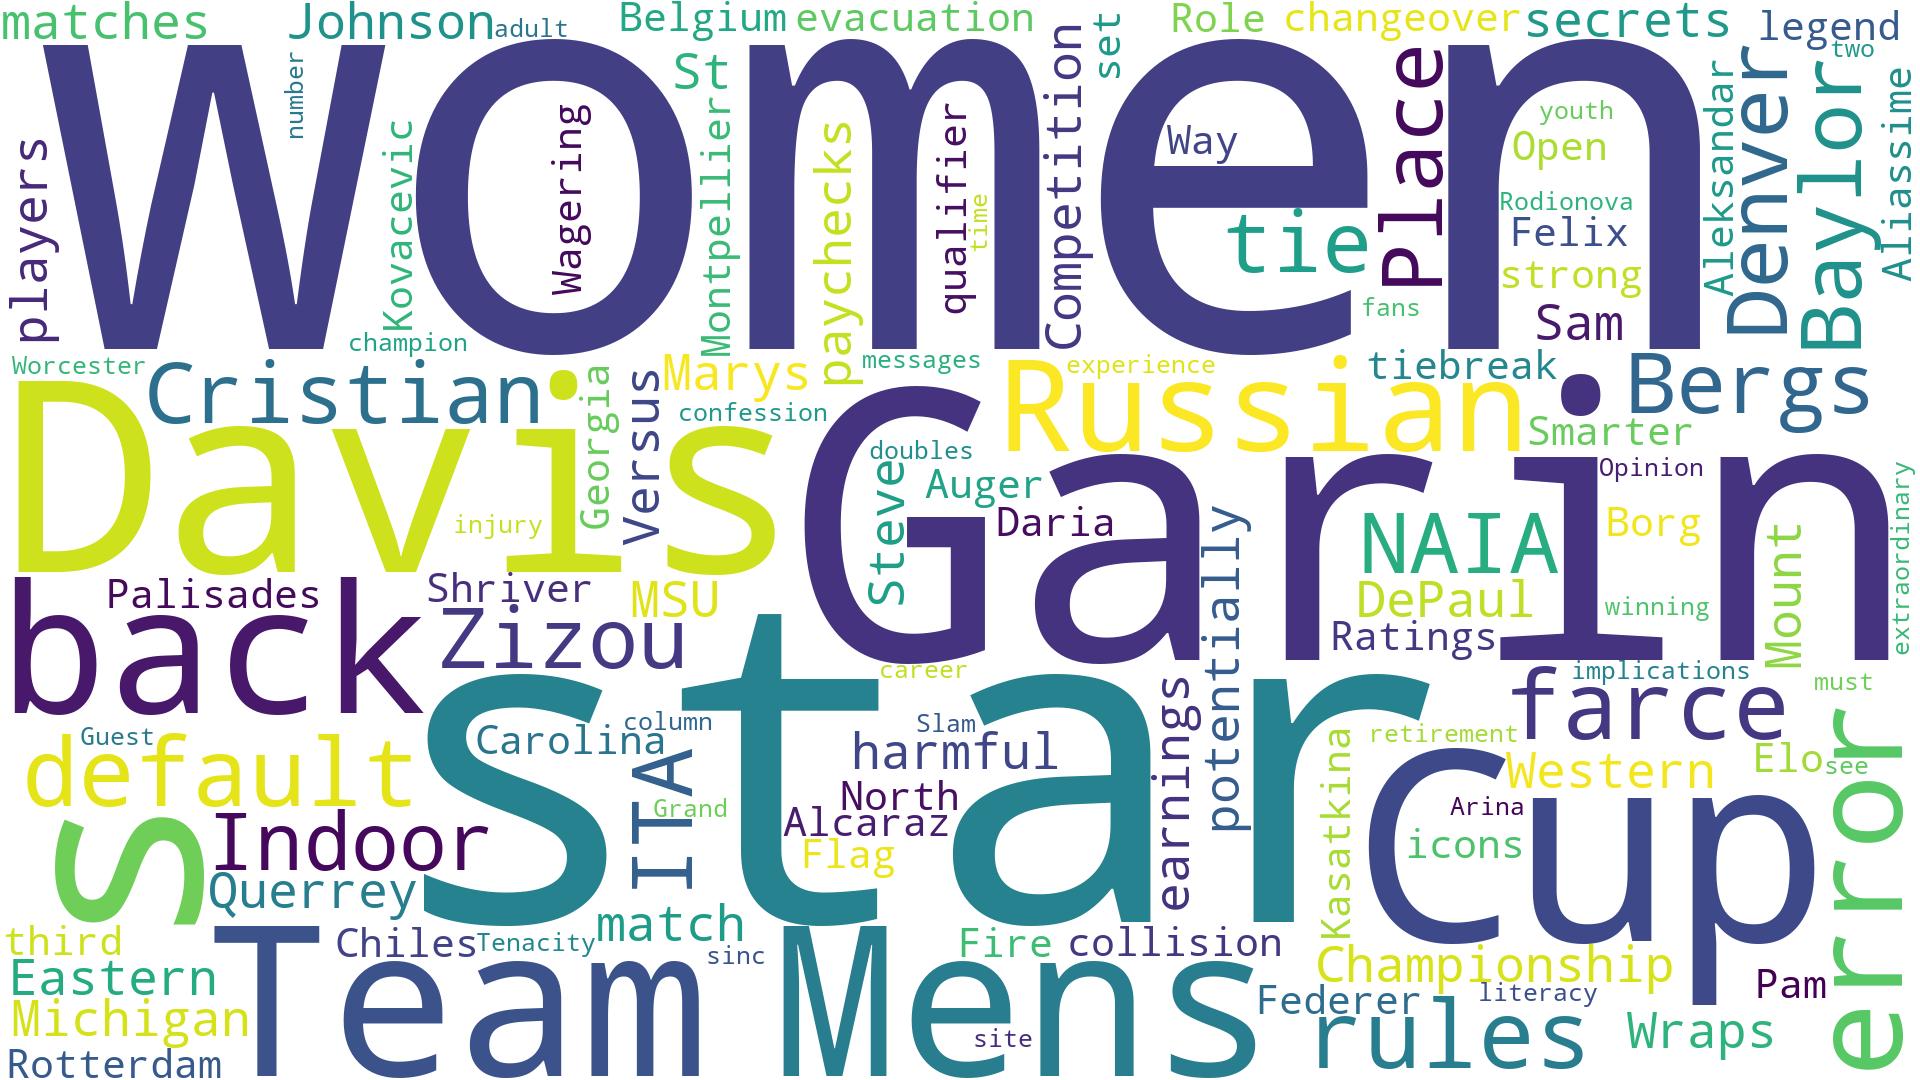 matches
Johnson
adult
Belgium
evacuation
Role
changeover
secrets
legend
two
Women
number
St
set
Competition
Place
Denver
Baylor
Aleksandar
Aliassime
players
Kovacevic
Wagering
Montpellier
paychecks
qualifier
time
Way
youth
Open
Rodionova
Felix
tie
strong
fans
Sam
champion
Worcester
Cristian
Georgia
Versus
Marys
messages
Russian
experience
tiebreak
Bergs
Davis
confession
Garin
Smarter
doubles
Opinion
Steve
Auger
Daria
injury
NAIA
Borg
Mount
extraordinary
back
Palisades
Shriver
MSU
DePaul
winning
Zizou
Ratings
potentially
star
career
implications
must
farce
Guest
column
Carolina
Slam
harmful
earnings
retirement
default
ITA
Kasatkina
Cup
Western
Elo
see
Grand
North
Arina
Alcaraz
icons
error
S
Indoor
Flag
Querrey
match
third
Team
Chiles
Tenacity
sinc
Mens
Fire
collision
Championship
Eastern
Pam
Michigan
Federer
literacy
rules
Wraps
site
Rotterdam